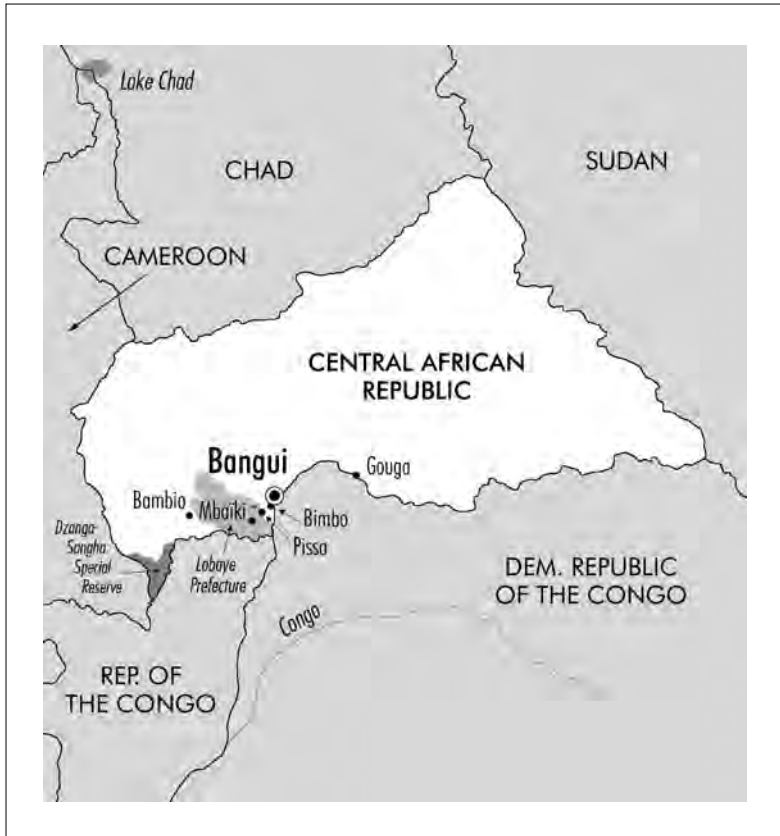 Lake Chad
CHAD
SUDAN
CAMEROON
CENTRAL AFRICAN
REPUBLIC
Bangui
Gouga
Bambio
Mbaïki
Bimbo
Pissa
Dzanga-
Sangha
Special
Reserve
Lobaye
Prefecture
DEM. REPUBLIC
OF THE CONGO
Congo
REP. OF
THE CONGO